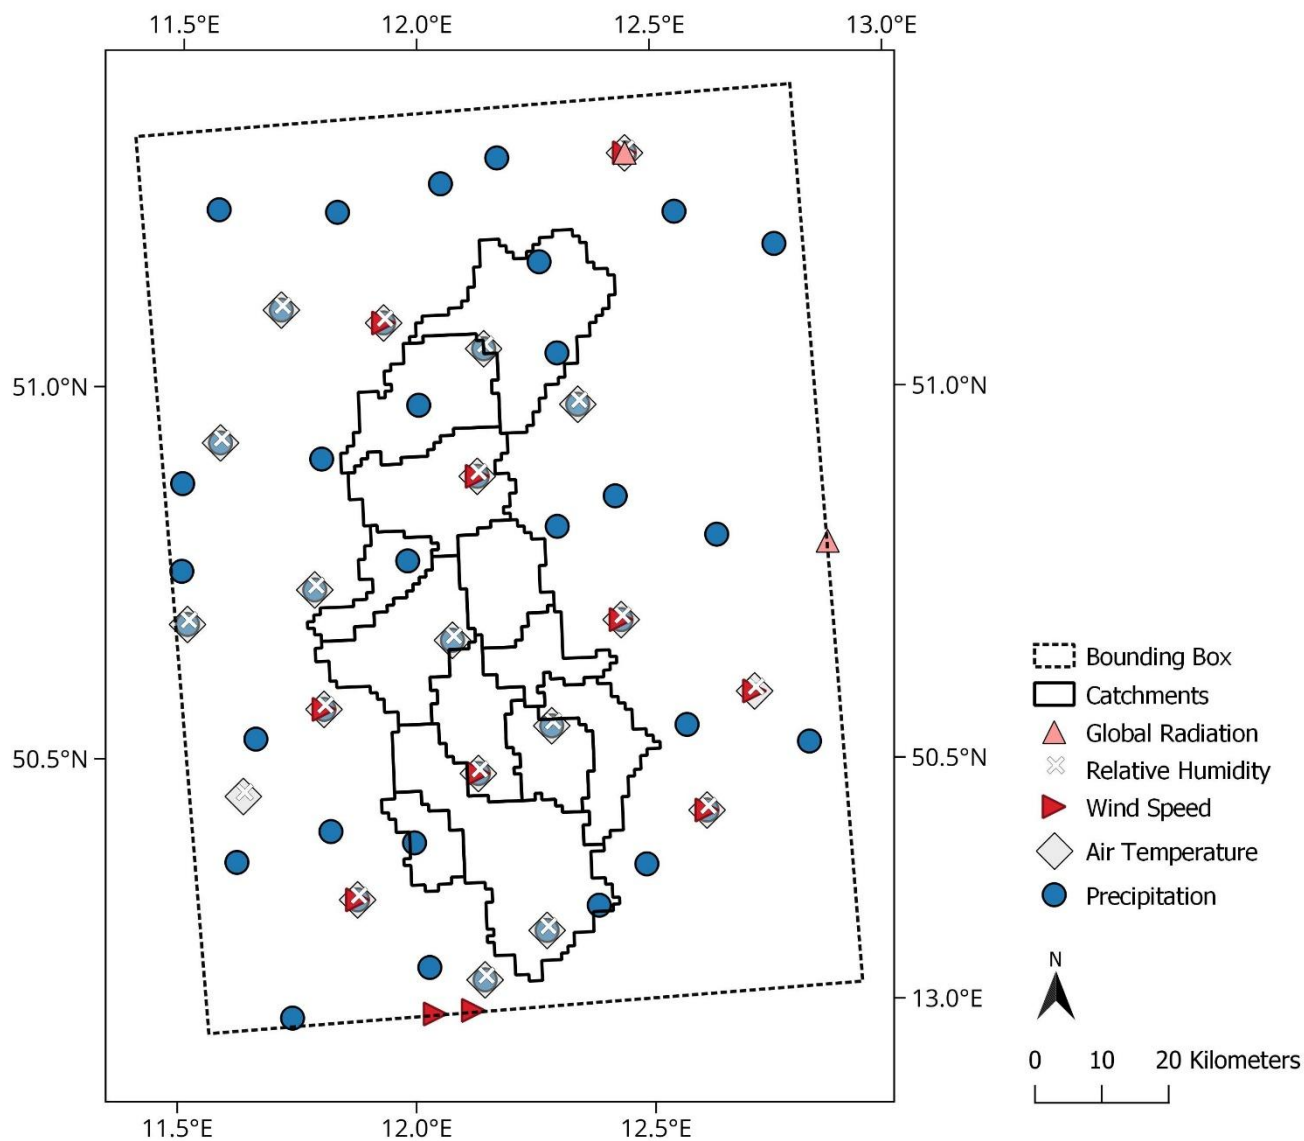 11.5°E 12.0°E 12.5°E 13.0°E
51.0°N 51.0°N
Bounding Box
Catchments
Global Radiation
50.5°N 50.5°N
Relative Humidity
Wind Speed
Air Temperature
Precipitation
N
13.0°E
0 10 20 Kilometers
11.5°E 12.0°E 12.5°E